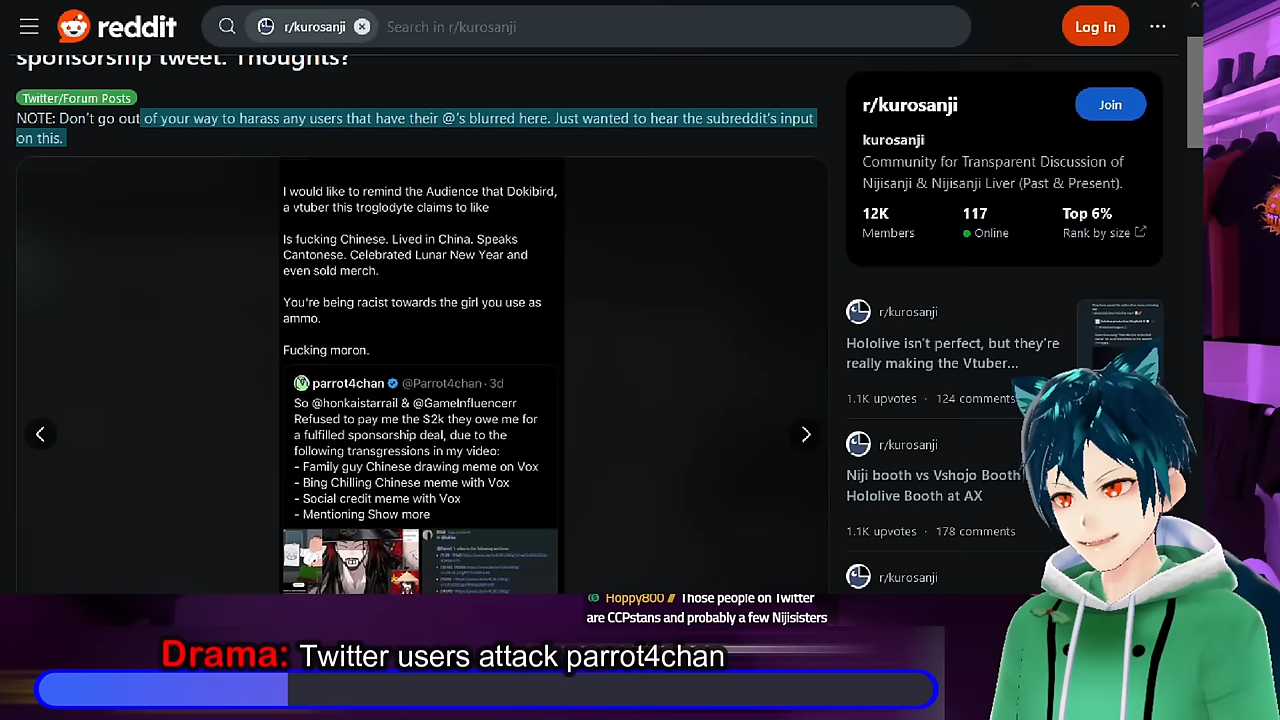 reddit
r/kurosanji
Search in r/kurosanji
Log In
sponsorship tweet. Thoughts?
Twitter/Forum Posts
NOTE: Don't go out of your way to harass any users that have their @'s blurred here. Just wanted to hear the subreddit's input
on this.
I would like to remind the Audience that Dokibird,
a vtuber this troglodyte claims to like
Is fucking Chinese. Lived in China. Speaks
Cantonese. Celebrated Lunar New Year and
even sold merch.
You're being racist towards the girl you use as
ammo.
Fucking moron.
parrot4chan @Parrot4chan · 3d
So @honkaistarrail & @GameInfluencerr
Refused to pay me the $2k they owe me for
a fulfilled sponsorship deal, due to the
following transgressions in my video:
- Family guy Chinese drawing meme on Vox
- Bing Chilling Chinese meme with Vox
- Social credit meme with Vox
- Mentioning Show more
r/kurosanji
Join
kurosanji
Community for Transparent Discussion of
Nijisanji & Nijisanji Liver (Past & Present).
12K
117
Top 6%
Members
Online
Rank by size
r/kurosanji
Hololive isn't perfect, but they're
really making the Vtuber...
1.1K upvotes · 124 comments
r/kurosanji
Niji booth vs Vshojo Booth
Hololive Booth at AX
1.1K upvotes · 178 comments
r/kurosanji
Hoppy800 Those people on Twitter
are CCPstans and probably a few Nijisisters
Drama: Twitter users attack parrot4chan